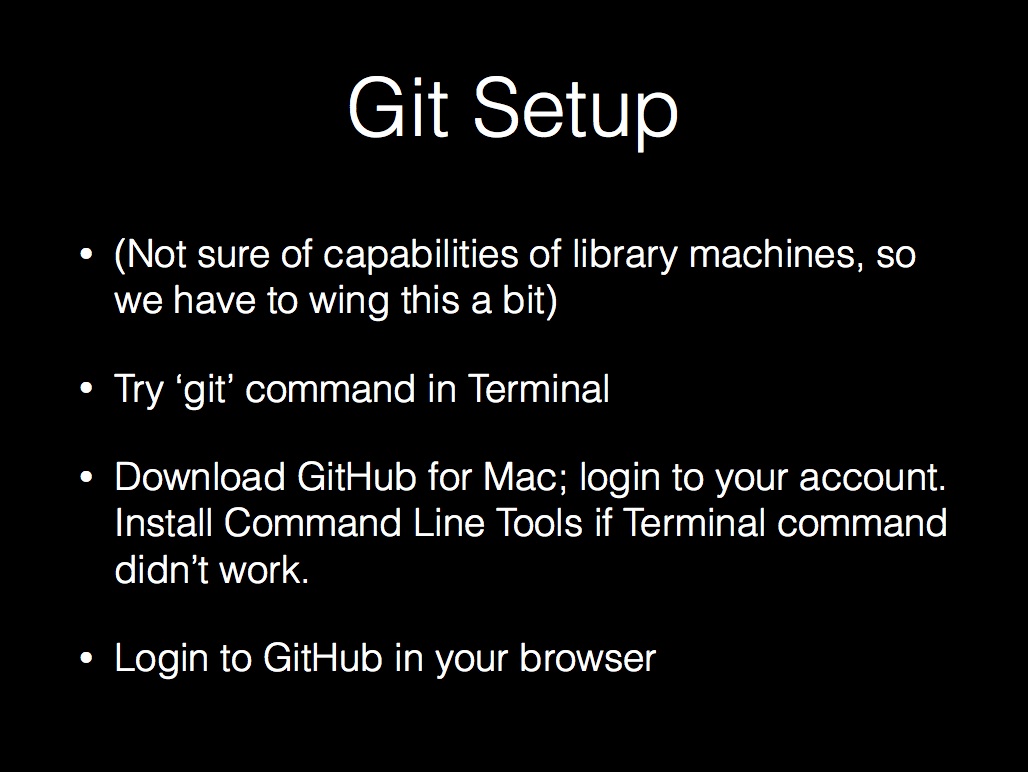 Git Setup
• (Not sure of capabilities of library machines, so
we have to wing this a bit)
• Try ‘git’ command in Terminal
• Download GitHub for Mac; login to your account.
Install Command Line Tools if Terminal command
didn’t work.
• Login to GitHub in your browser